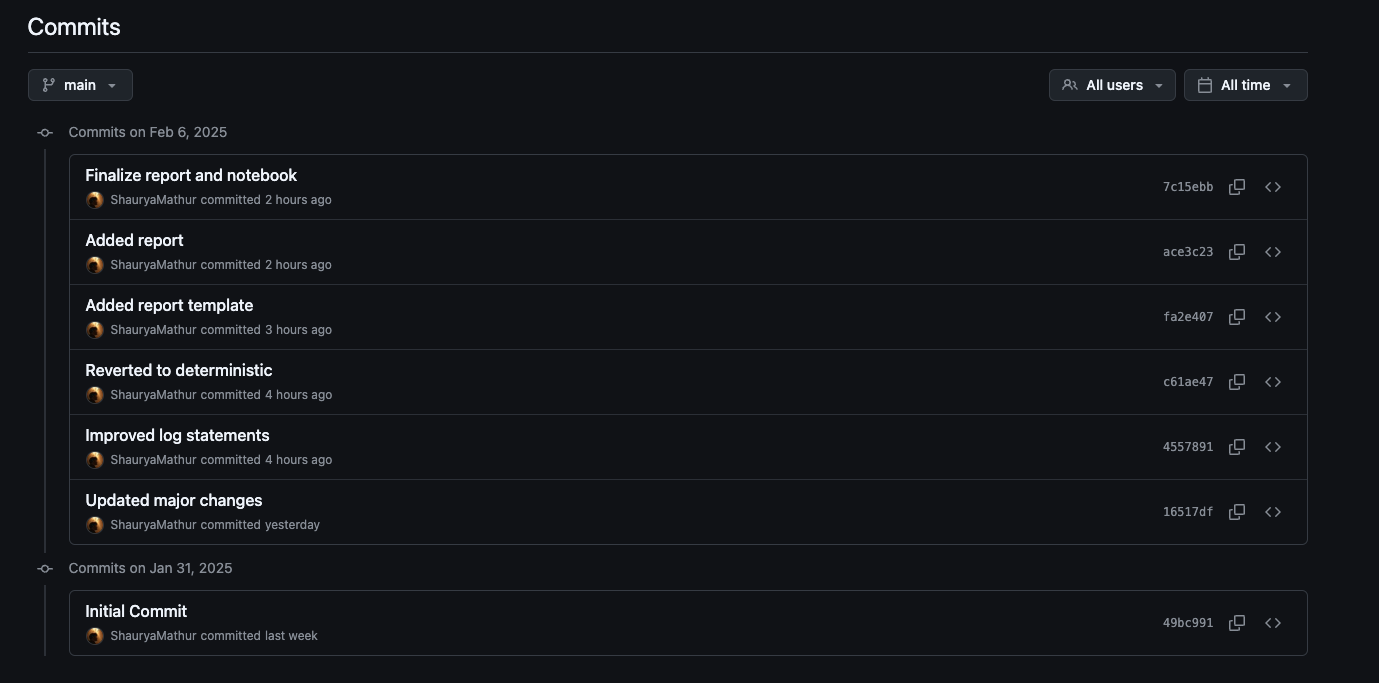 Commits
main
All users
All time
Commits on Feb 6, 2025
Finalize report and notebook
ShauryaMathur committed 2 hours ago
7c15ebb
Added report
ShauryaMathur committed 2 hours ago
ace3c23
Added report template
ShauryaMathur committed 3 hours ago
fa2e407
Reverted to deterministic
ShauryaMathur committed 4 hours ago
c61ae47
Improved log statements
ShauryaMathur committed 4 hours ago
4557891
Updated major changes
ShauryaMathur committed yesterday
16517df
Commits on Jan 31, 2025
Initial Commit
ShauryaMathur committed last week
49bc991